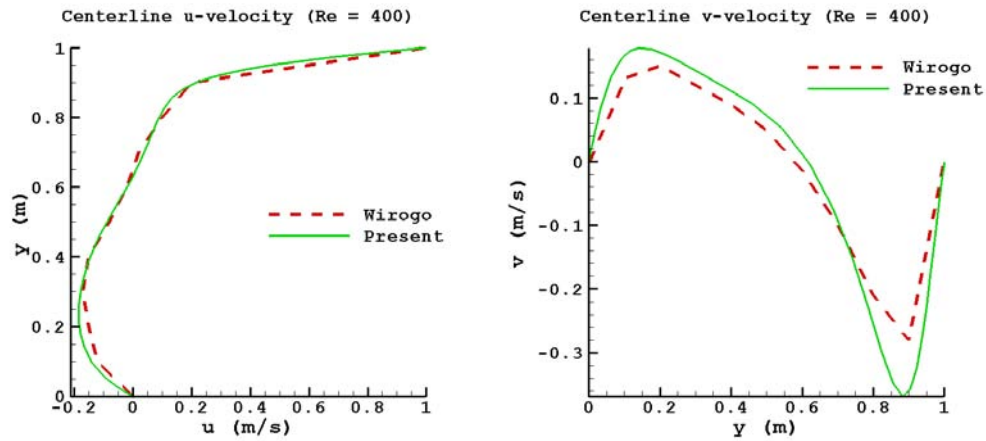 Centerline u-velocity (Re = 400)
1
0.8
0.6
0.4
0.2
0
y (m)
-0.2
0
0.2
0.4
0.6
0.8
1
u (m/s)
Wirogo
Present
Centerline v-velocity (Re = 400)
0.1
0
-0.1
-0.2
-0.3
v (m/s)
0
0.2
0.4
0.6
0.8
1
y (m)
Wirogo
Present